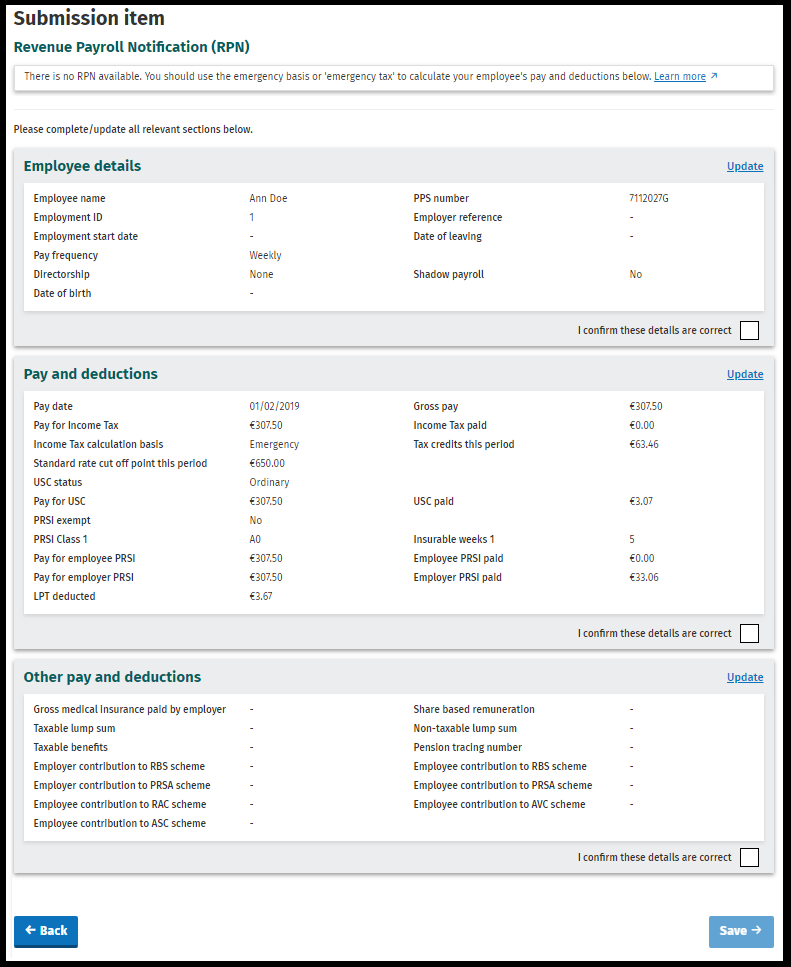 Submission item
Revenue Payroll Notification (RPN)
There is no RPN available. You should use the emergency basis or 'emergency tax' to calculate your employee's pay and deductions below. Learn more ↗
Please complete/update all relevant sections below.
Employee details Update
Employee name Ann Doe PPS number 7112027G
Employment ID 1 Employer reference -
Employment start date - Date of leaving -
Pay frequency Weekly
Directorship None Shadow payroll No
Date of birth -
I confirm these details are correct
Pay and deductions Update
Pay date 01/02/2019 Gross pay €307.50
Pay for Income Tax €307.50 Income Tax paid €0.00
Income Tax calculation basis Emergency Tax credits this period €63.46
Standard rate cut off point this period €650.00
USC status Ordinary
Pay for USC €307.50 USC paid €3.07
PRSI exempt No
PRSI Class 1 A0 Insurable weeks 1 5
Pay for employee PRSI €307.50 Employee PRSI paid €0.00
Pay for employer PRSI €307.50 Employer PRSI paid €33.06
LPT deducted €3.67
I confirm these details are correct
Other pay and deductions Update
Gross medical insurance paid by employer - Share based remuneration -
Taxable lump sum - Non-taxable lump sum -
Taxable benefits - Pension tracing number -
Employer contribution to RBS scheme - Employee contribution to RBS scheme -
Employer contribution to PRSA scheme - Employee contribution to PRSA scheme -
Employee contribution to RAC scheme - Employee contribution to AVC scheme -
Employee contribution to ASC scheme -
I confirm these details are correct
← Back Save →